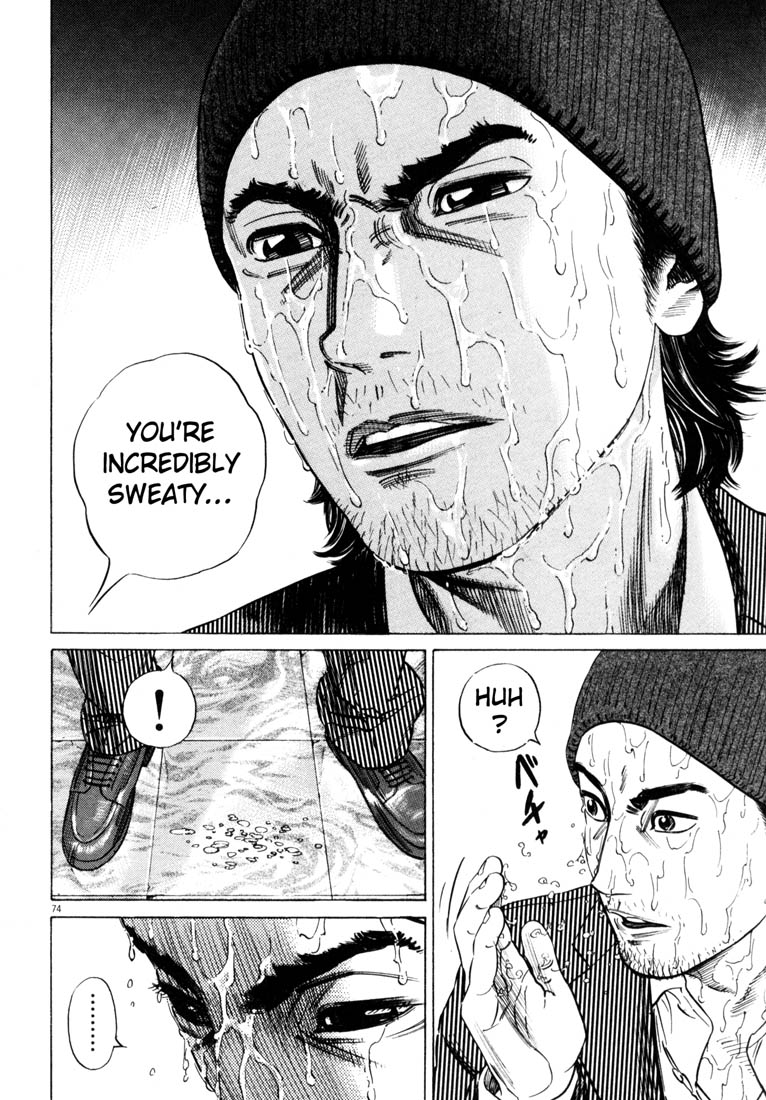 YOU'RE
INCREDIBLY
SWEATY...
HUH
?
ベチャ
!
74
.......